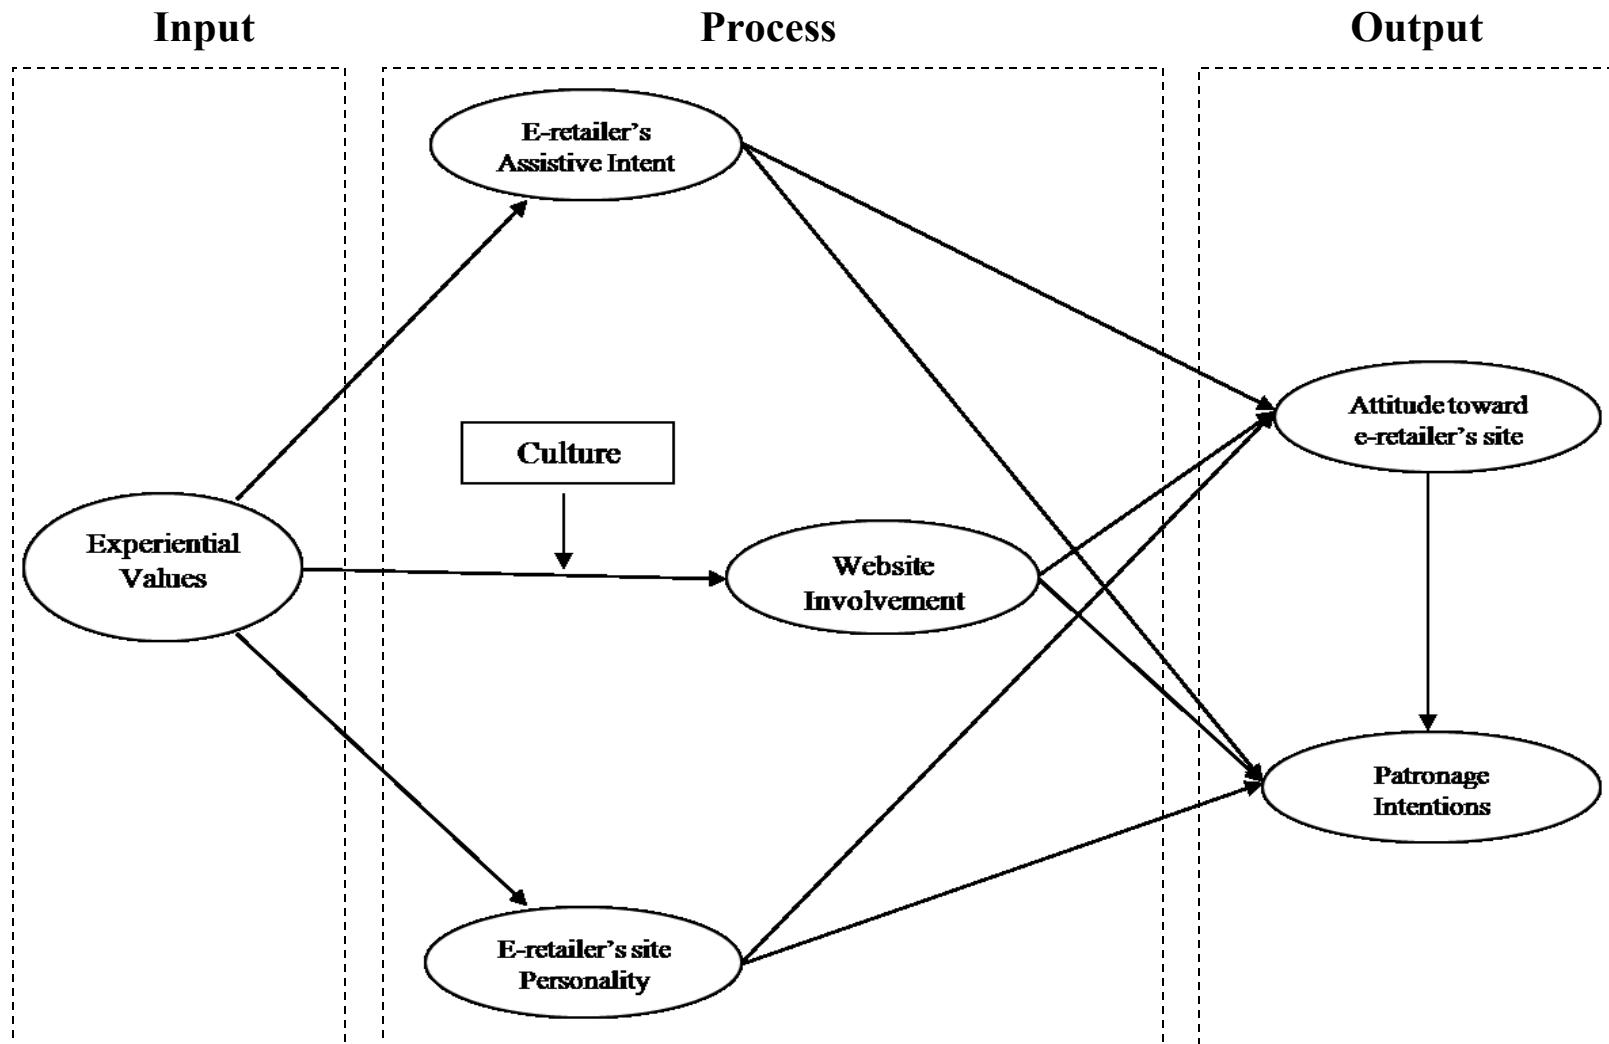 Input
Process
Output
E-retailer’s
Assistive Intent
Attitude toward
e-retailer’s site
Culture
Experiential
Values
Website
Involvement
Patronage
Intentions
E-retailer’s site
Personality